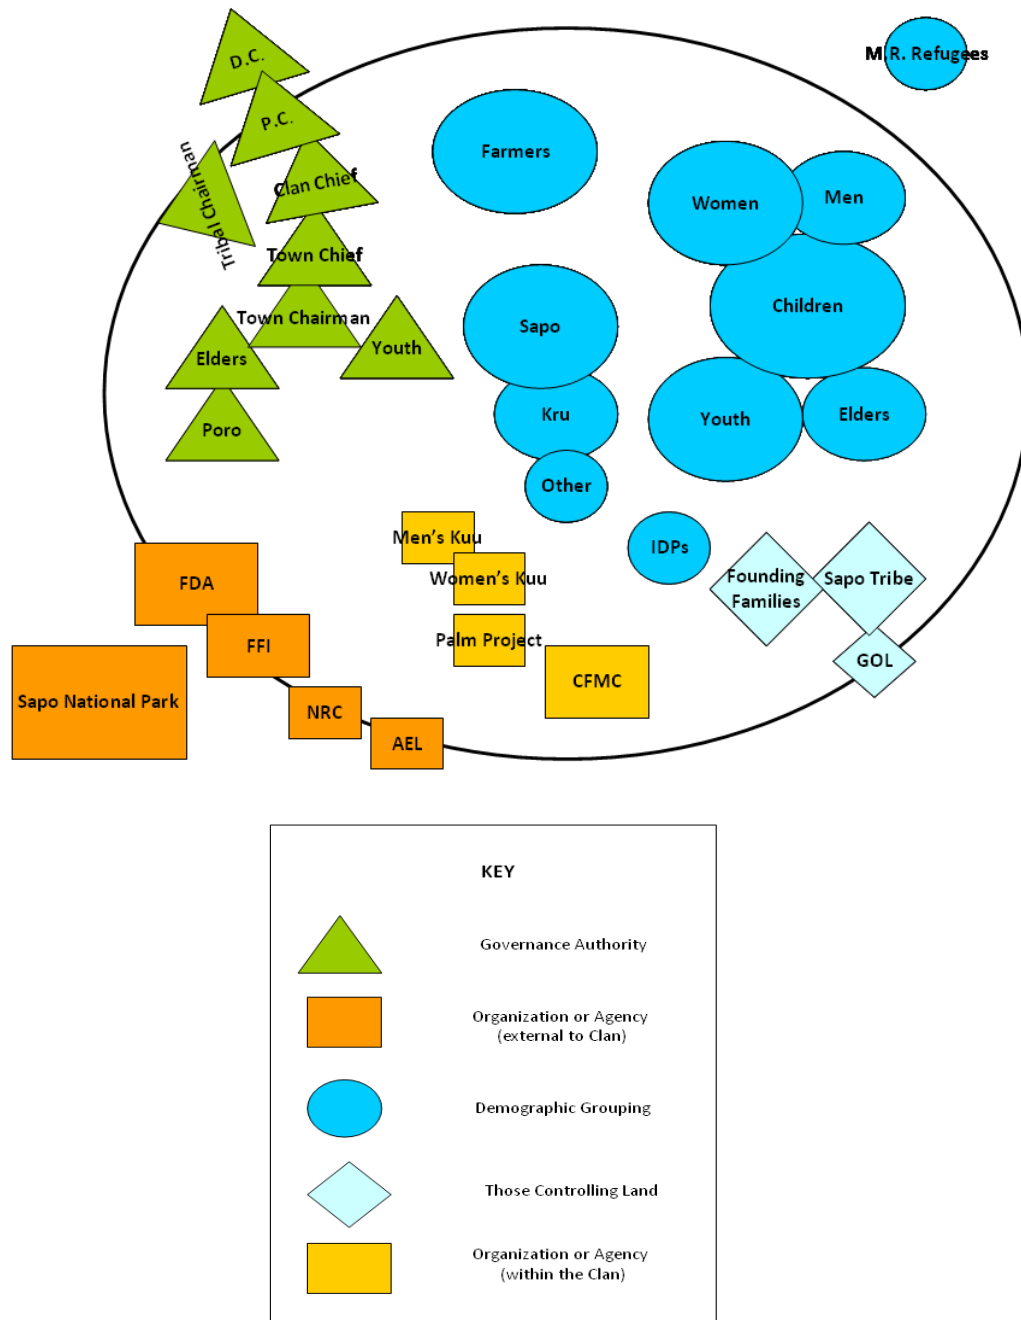 D.C.
M.R. Refugees
P.C.
Farmers
Tribal Chairman
Clan Chief
Women
Men
Town Chief
Children
Town Chairman
Sapo
Youth
Elders
Poro
Kru
Youth
Elders
Other
Men's Kuu
IDPs
Women's Kuu
Founding
Families
Sapo Tribe
FDA
FFI
Palm Project
GOL
CFMC
Sapo National Park
NRC
AEL
KEY
Governance Authority
Organization or Agency
(external to Clan)
Demographic Grouping
Those Controlling Land
Organization or Agency
(within the Clan)